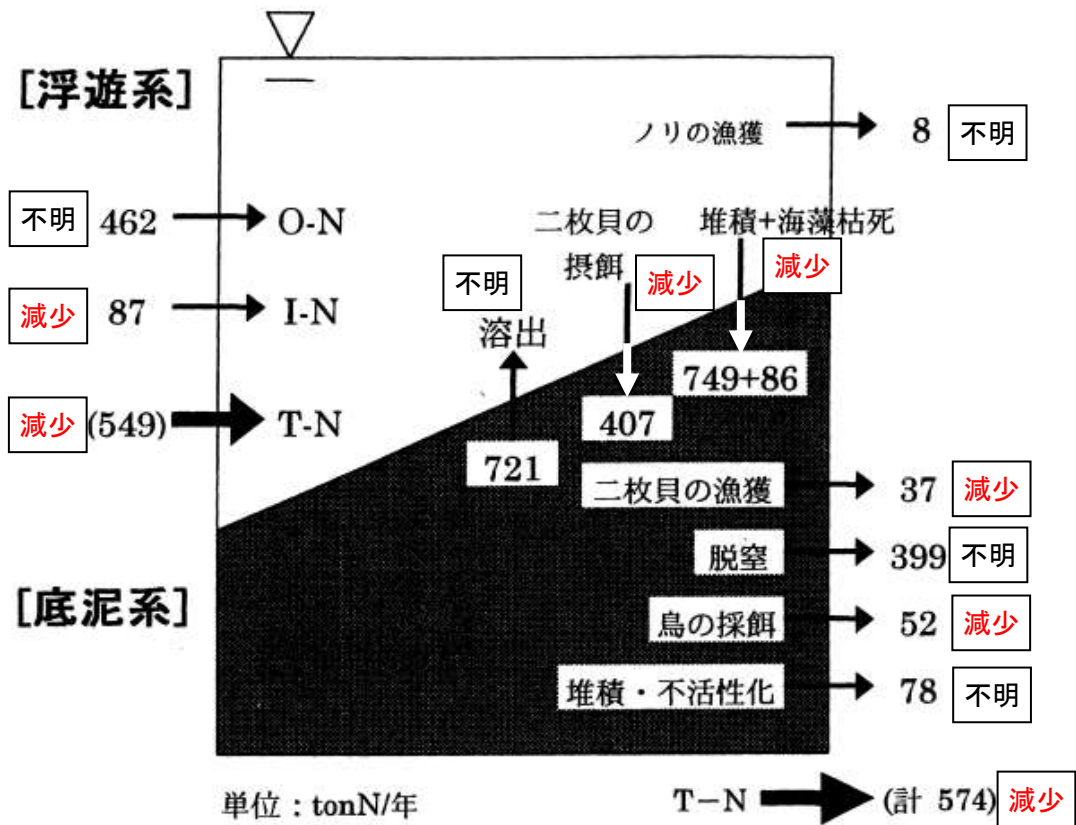 [浮遊系]
ノリの漁獲 8 不明
不明 462 O-N
二枚貝の
摂餌
堆積+海藻枯死
減少
減少
不明
減少 87 I-N
溶出
749+86
減少 (549) T-N
407
721
二枚貝の漁獲 37 減少
脱窒 399 不明
[底泥系]
鳥の採餌 52 減少
堆積・不活性化 78 不明
単位：tonN/年
T-N (計 574) 減少